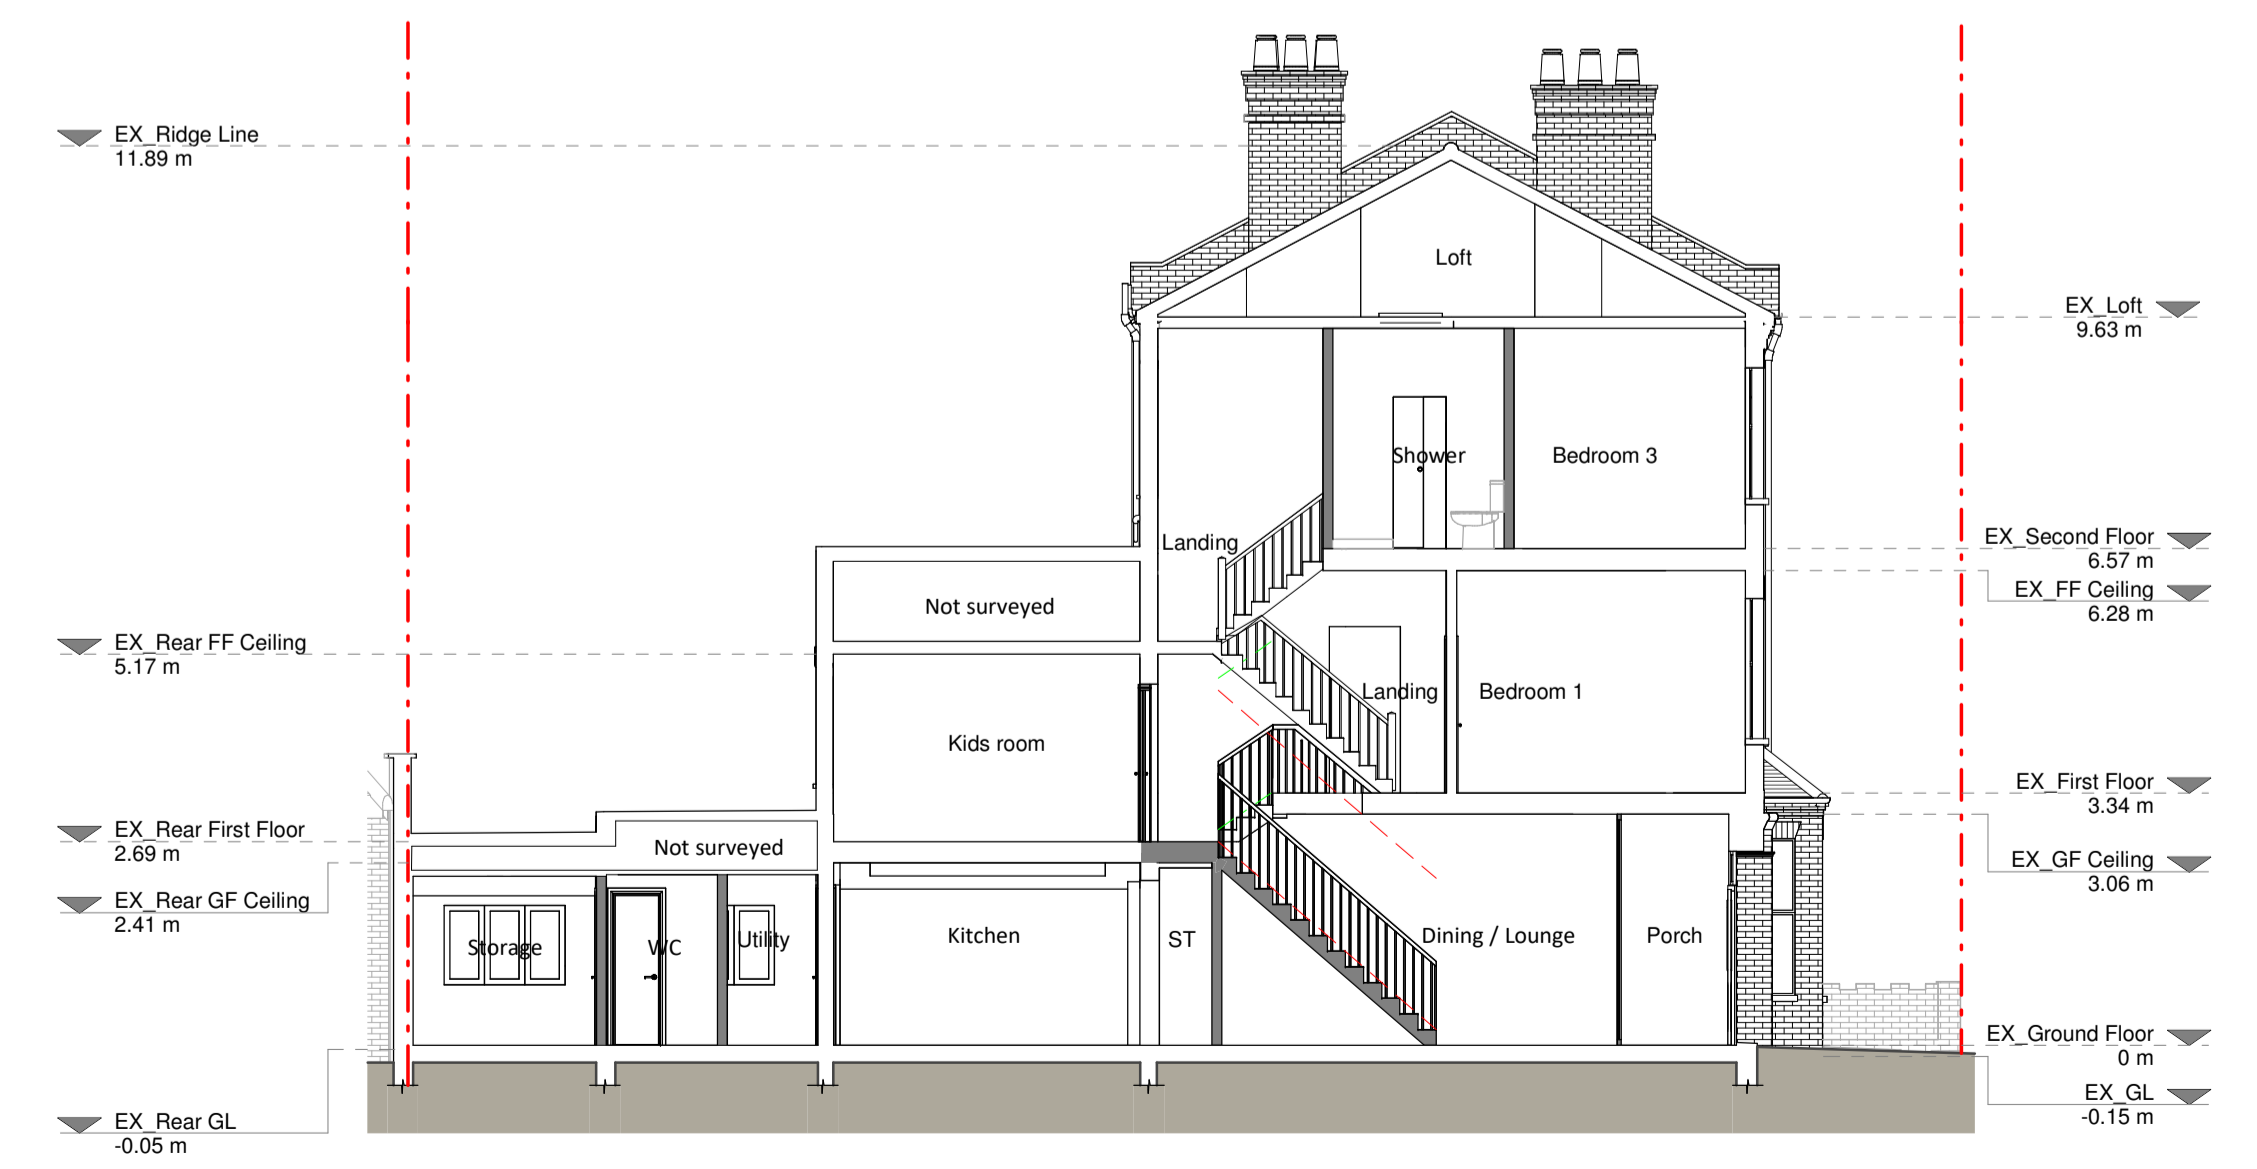 EX_Ridge Line
11.89 m
Loft
EX_Loft
9.63 m
Shower
Bedroom 3
Landing
EX_Second Floor
6.57 m
EX_FF Ceiling
6.28 m
Not surveyed
EX_Rear FF Ceiling
5.17 m
Landing
Bedroom 1
Kids room
EX_First Floor
3.34 m
EX_Rear First Floor
2.69 m
Not surveyed
EX_GF Ceiling
3.06 m
EX_Rear GF Ceiling
2.41 m
Storage
WC
Utility
Kitchen
ST
Dining / Lounge
Porch
EX_Ground Floor
0 m
EX_GL
-0.15 m
EX_Rear GL
-0.05 m